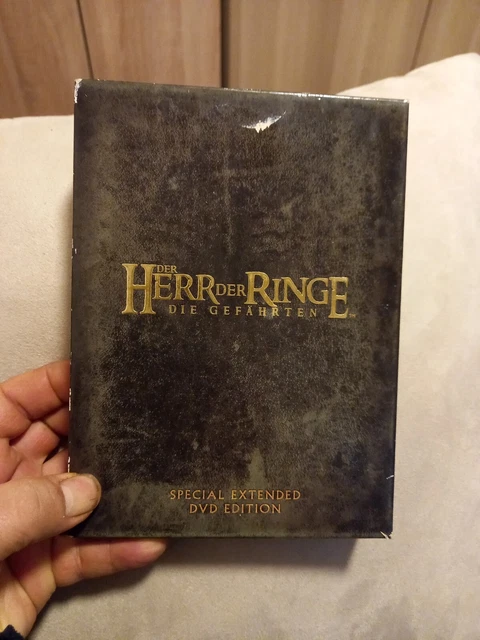 DER HERR DER RINGE
DIE GEFÄHRTEN
SPECIAL EXTENDED
DVD EDITION